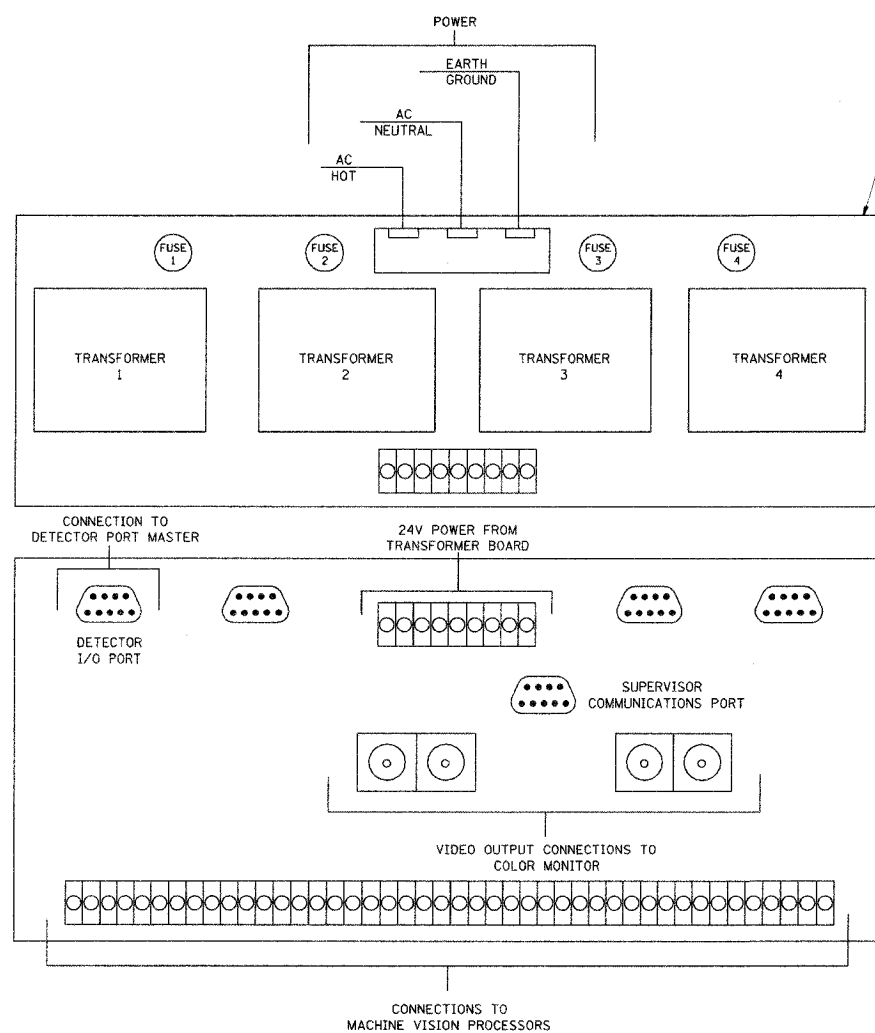 POWER
EARTH
GROUND
AC
NEUTRAL
AC
HOT
FUSE
1
FUSE
2
FUSE
3
FUSE
4
TRANSFORMER
1
TRANSFORMER
2
TRANSFORMER
3
TRANSFORMER
4
CONNECTION TO
DETECTOR PORT MASTER
24V POWER FROM
TRANSFORMER BOARD
DETECTOR
I/O PORT
SUPERVISOR
COMMUNICATIONS PORT
VIDEO OUTPUT CONNECTIONS TO
COLOR MONITOR
CONNECTIONS TO
MACHINE VISION PROCESSORS